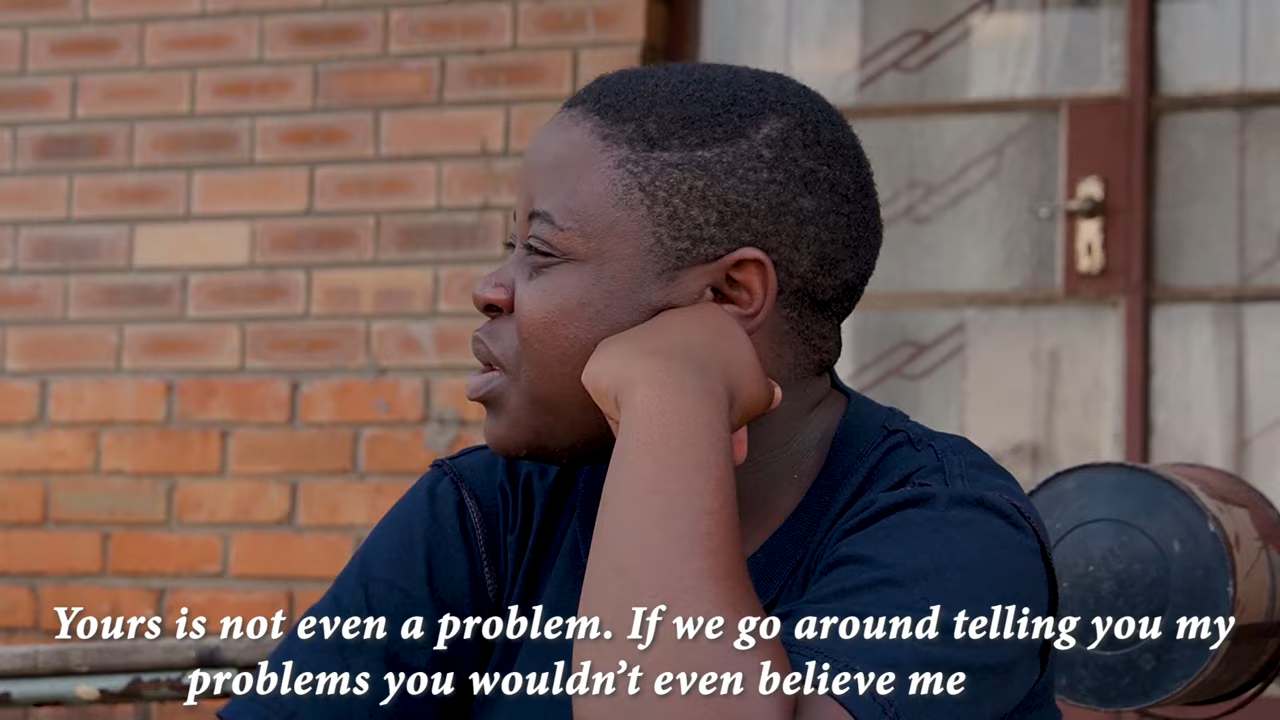 Yours is not even a problem. If we go around telling you my
problems you wouldn't even believe me